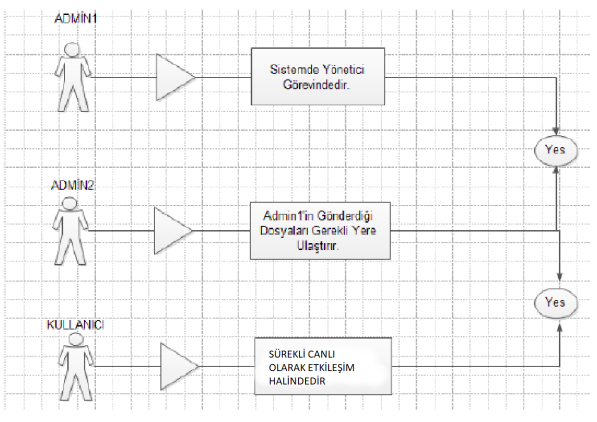 ADMİN1
Sistemde Yönetici
Görevindedir.
Yes
ADMİN2
Admin1'in Gönderdiği
Dosyaları Gerekli Yere
Ulaştırır.
Yes
KULLANICI
SÜREKLİ CANLI
OLARAK ETKİLEŞİM
HALİNDEDİR